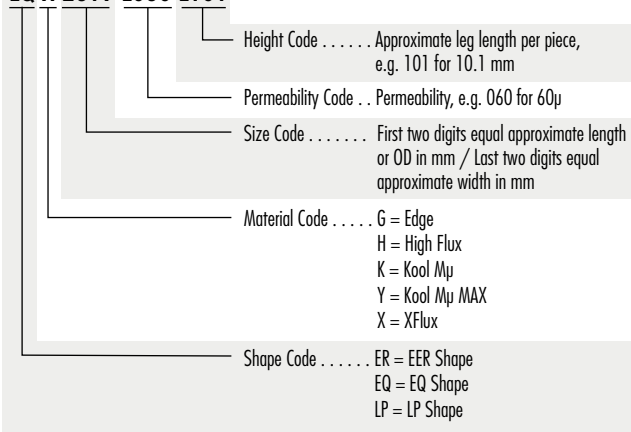 Height Code . . . . . . Approximate leg length per piece,
e.g. 101 for 10.1 mm
Permeability Code . . Permeability, e.g. 060 for 60µ
Size Code . . . . . . . First two digits equal approximate length
or OD in mm / Last two digits equal
approximate width in mm
Material Code . . . . . G = Edge
H = High Flux
K = Kool Mµ
Y = Kool Mµ MAX
X = XFlux
Shape Code . . . . . . ER = EER Shape
EQ = EQ Shape
LP = LP Shape